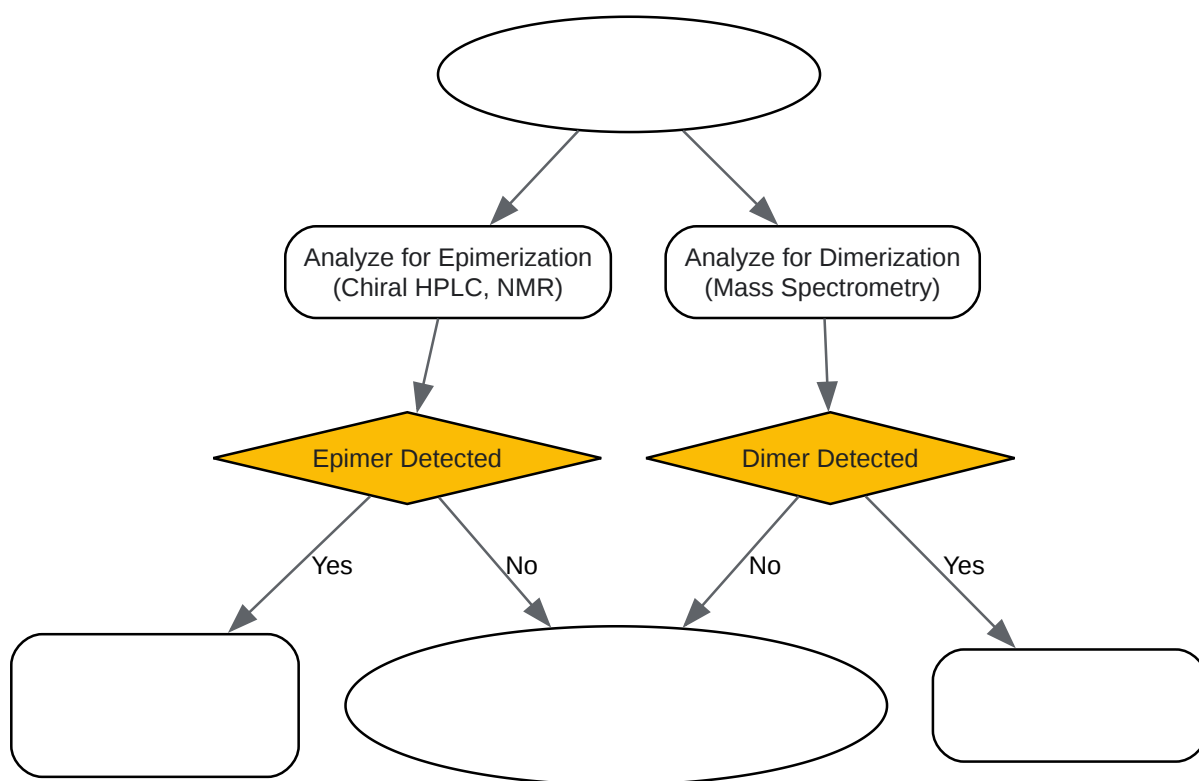 Analyze for Epimerization
(Chiral HPLC, NMR)
Analyze for Dimerization
(Mass Spectrometry)
Epimer Detected
Dimer Detected
Yes
No
No
Yes